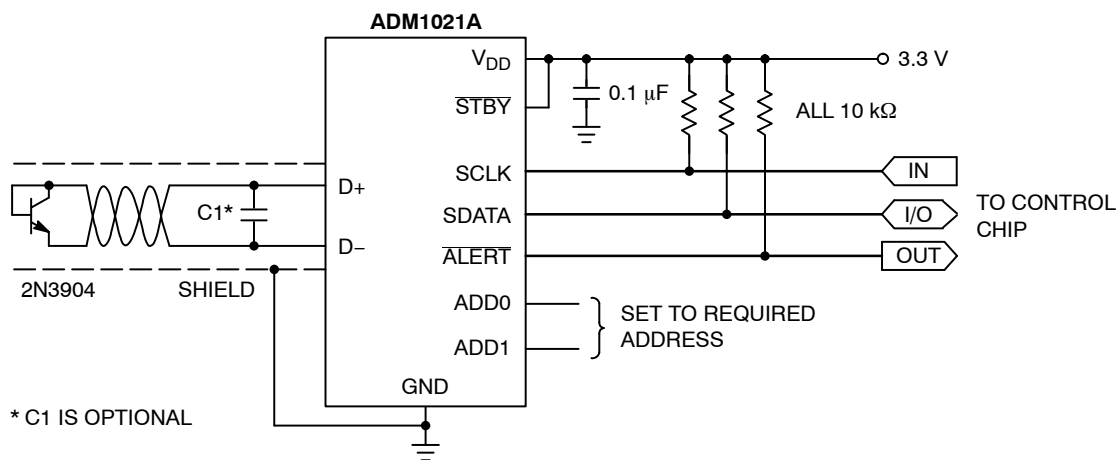 ADM1021A
V_DD
3.3 V
STBY
0.1 μF
ALL 10 kΩ
D+
SCLK
IN
C1*
SDATA
I/O
TO CONTROL
CHIP
D−
ALERT
OUT
2N3904
SHIELD
ADD0
SET TO REQUIRED
ADDRESS
ADD1
GND
* C1 IS OPTIONAL